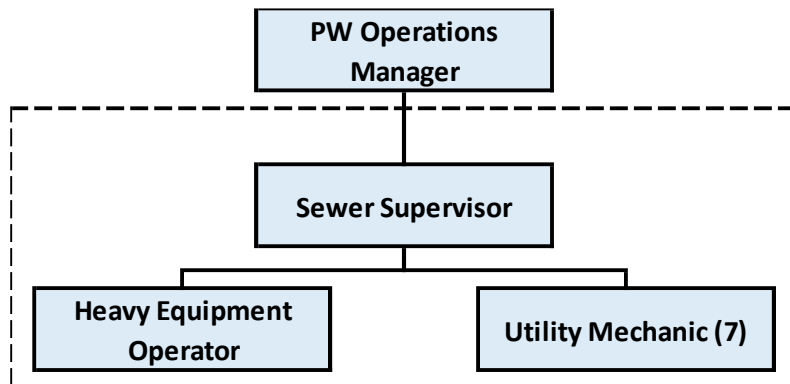 PW Operations
Manager
Sewer Supervisor
Heavy Equipment
Operator
Utility Mechanic (7)